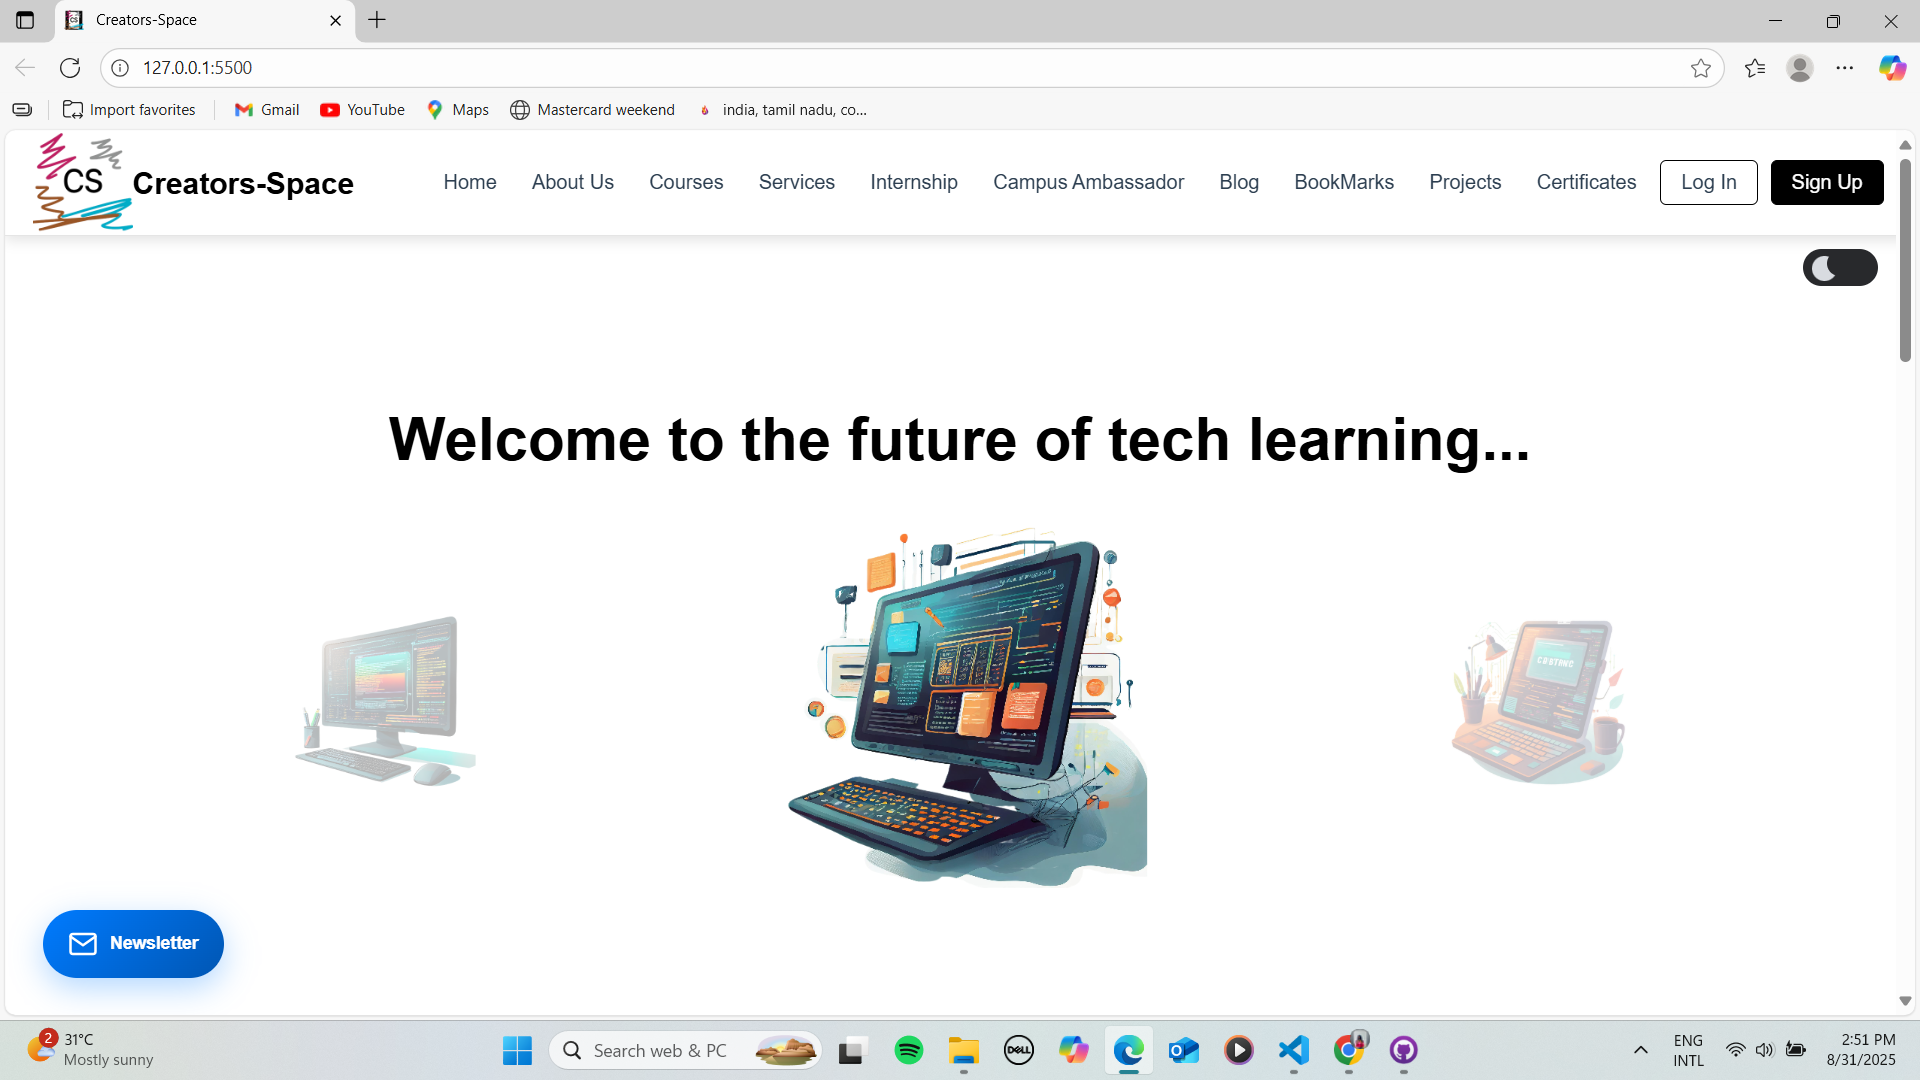 Creators-Space
127.0.0.1:5500
Import favorites
Gmail
YouTube
Maps
Mastercard weekend
india, tamil nadu, co...
CS
Creators-Space
Home
About Us
Courses
Services
Internship
Campus Ambassador
Blog
BookMarks
Projects
Certificates
Log In
Sign Up
Welcome to the future of tech learning...
Newsletter
2
31°C
Mostly sunny
Search web & PC
DELL
ENG
INTL
2:51 PM
8/31/2025